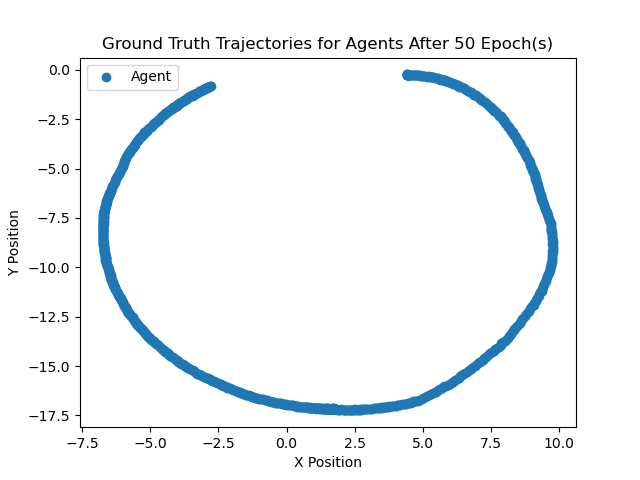 Ground Truth Trajectories for Agents After 50 Epoch(s)
Agent
0.0
−2.5
−5.0
−7.5
−10.0
−12.5
−15.0
−17.5
Y Position
−7.5 −5.0 −2.5 0.0 2.5 5.0 7.5 10.0
X Position